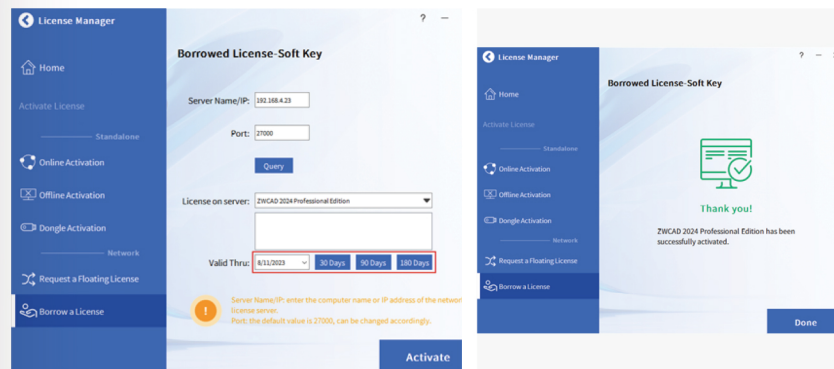 License Manager
? –
Home
Activate License
Standalone
Online Activation
Offline Activation
Dongle Activation
Network
Request a Floating License
Borrow a License
Borrowed License-Soft Key
Server Name/IP: 192.168.4.23
Port: 27000
Query
License on server: ZWCAD 2024 Professional Edition
Valid Thru: 8/11/2023 30 Days 90 Days 180 Days
Server Name/IP: enter the computer name or IP address of the networ
license server.
Port: the default value is 27000, can be changed accordingly.
Activate
License Manager
? –
Home
Activate License
Standalone
Online Activation
Offline Activation
Dongle Activation
Network
Request a Floating License
Borrow a License
Borrowed License-Soft Key
Thank you!
ZWCAD 2024 Professional Edition has been
successfully activated.
Done